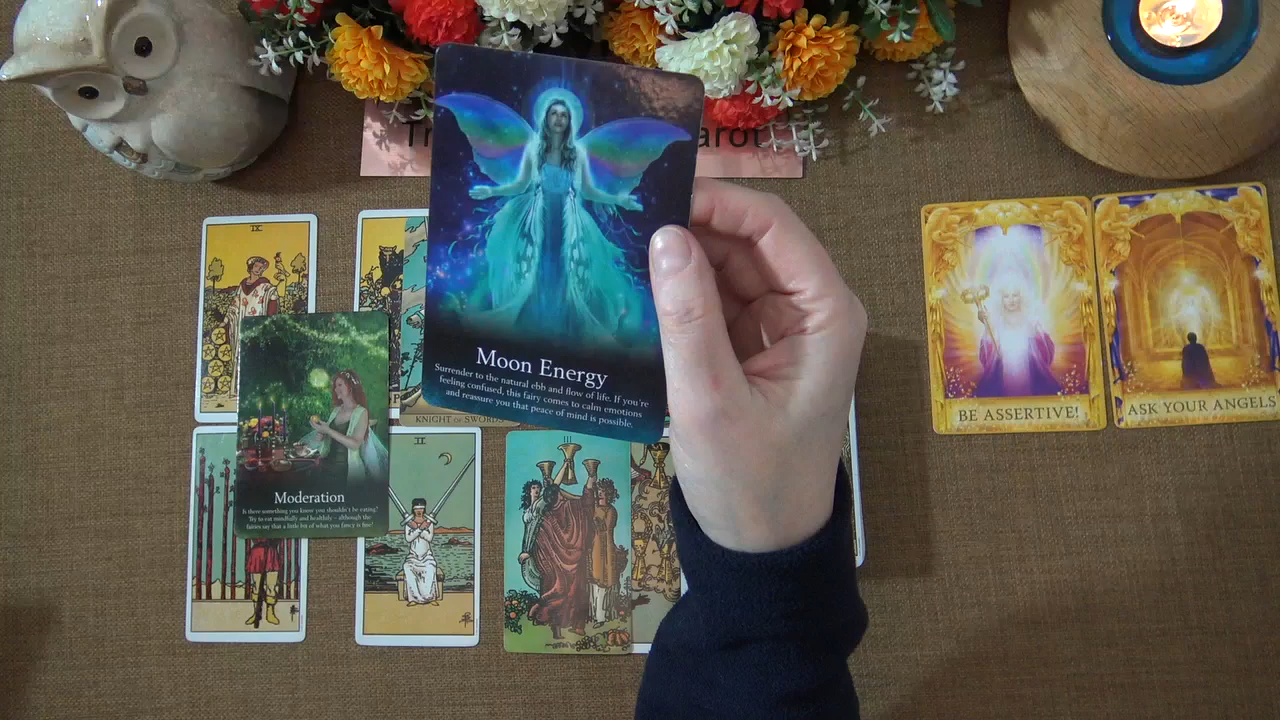 Tr
arot
IX
KNIGHT OF SWORDS
Moon Energy
Surrender to the natural ebb and flow of life. If you're
feeling confused, this fairy comes to calm emotions
and reassure you that peace of mind is possible.
BE ASSERTIVE!
ASK YOUR ANGELS
II
III
Moderation
Is there something you know you shouldn't be eating?
Try to eat mindfully and healthily – although the
fairies say that a little bit of what you fancy is fine!